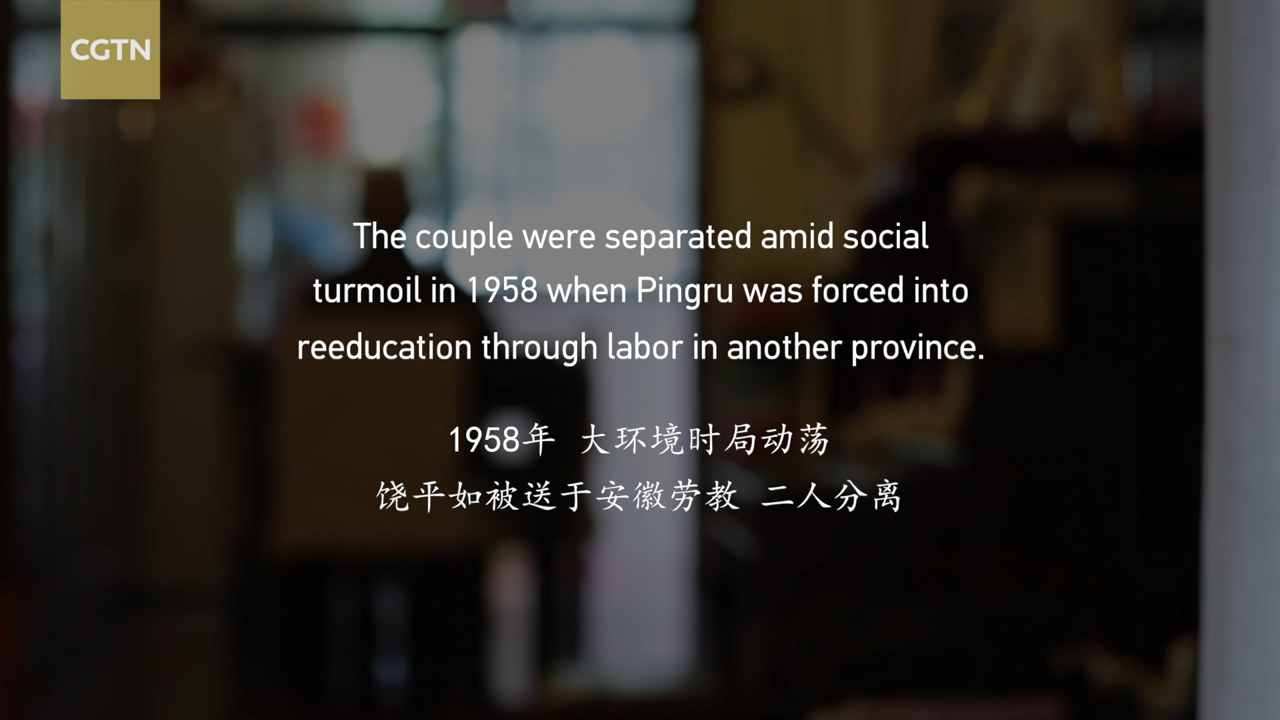 CGTN
The couple were separated amid social
turmoil in 1958 when Pingru was forced into
reeducation through labor in another province.
1958年 大环境时局动荡
饶平如被送于安徽劳教 二人分离